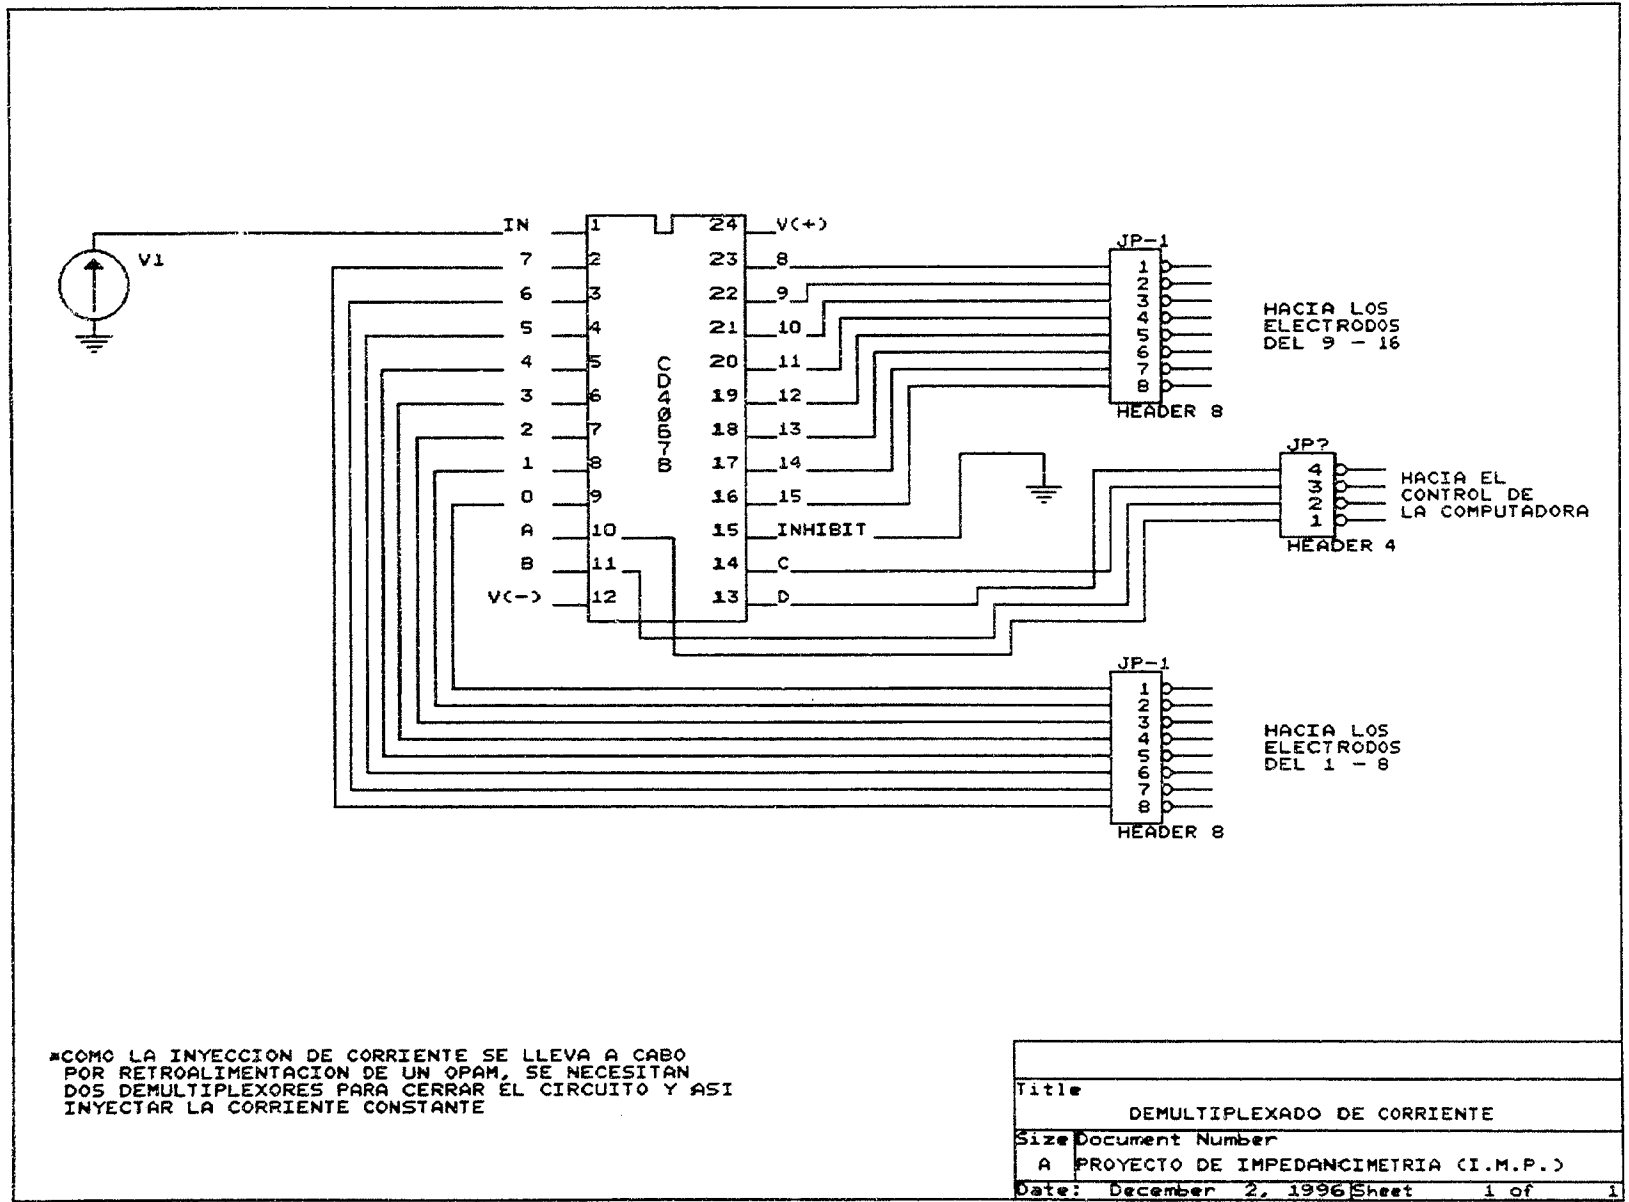 IN 1 24 V(+)
V1
7 2 23 8
6 3 22 9
5 4 21 10
4 5 20 11
3 6 19 12
2 7 18 13
1 8 17 14
0 9 16 15
A 10 15 INHIBIT
B 11 14 C
V(-) 12 13 D
CD4067B
JP-1
1
2
3
4
5
6
7
8
HEADER 8
HACIA LOS
ELECTRODOS
DEL 9 - 16
JP?
4
3
2
1
HEADER 4
HACIA EL
CONTROL DE
LA COMPUTADORA
JP-1
1
2
3
4
5
6
7
8
HEADER 8
HACIA LOS
ELECTRODOS
DEL 1 - 8
*COMO LA INYECCION DE CORRIENTE SE LLEVA A CABO
POR RETROALIMENTACION DE UN OPAM, SE NECESITAN
DOS DEMULTIPLEXORES PARA CERRAR EL CIRCUITO Y ASI
INYECTAR LA CORRIENTE CONSTANTE
Title
DEMULTIPLEXADO DE CORRIENTE
Size Document Number
A PROYECTO DE IMPEDANCIMETRIA (I.M.P.)
Date: December 2, 1996 Sheet 1 of 1